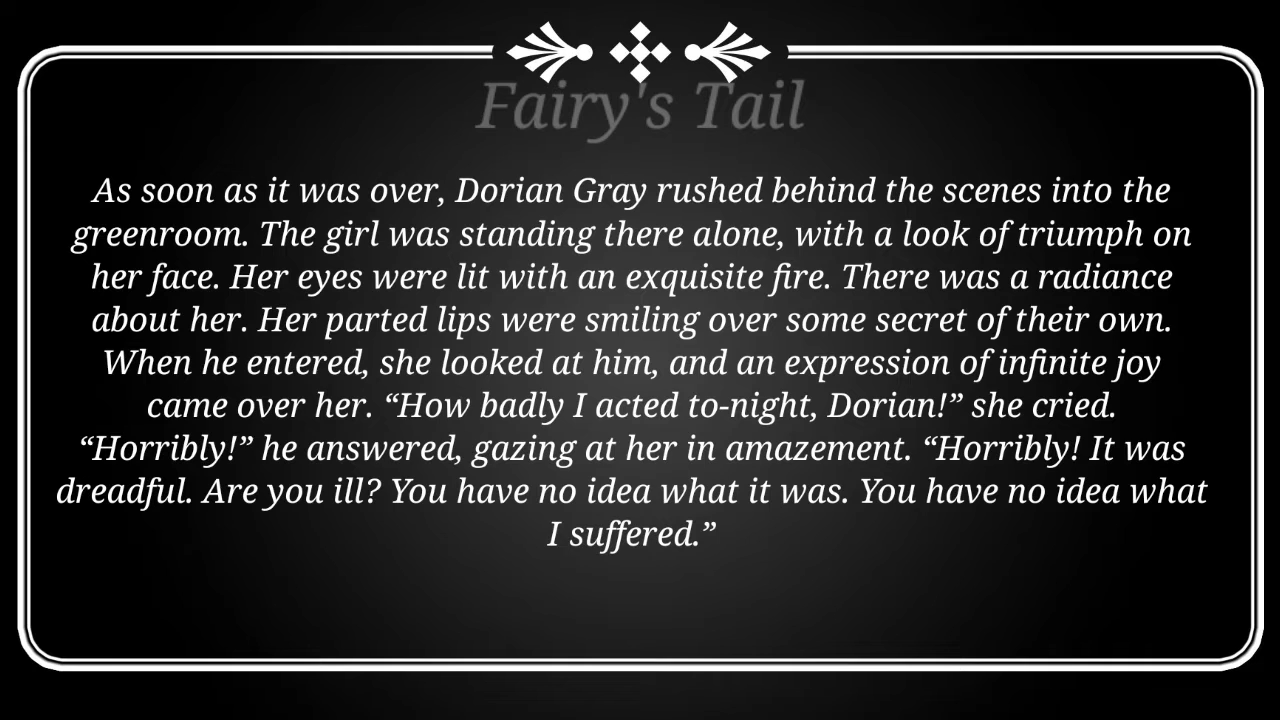 Fairy's Tail
As soon as it was over, Dorian Gray rushed behind the scenes into the
greenroom. The girl was standing there alone, with a look of triumph on
her face. Her eyes were lit with an exquisite fire. There was a radiance
about her. Her parted lips were smiling over some secret of their own.
When he entered, she looked at him, and an expression of infinite joy
came over her. “How badly I acted to-night, Dorian!” she cried.
“Horribly!” he answered, gazing at her in amazement. “Horribly! It was
dreadful. Are you ill? You have no idea what it was. You have no idea what
I suffered.”